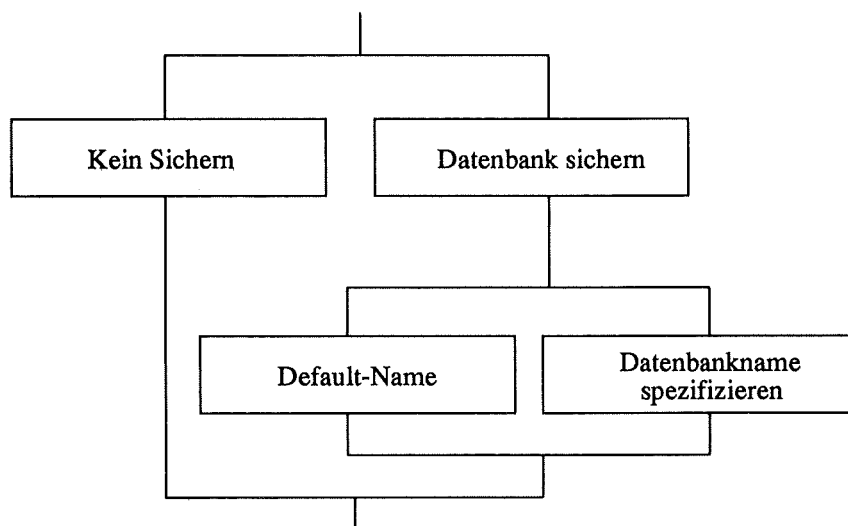 Kein Sichern
Datenbank sichern
Default-Name
Datenbankname
spezifizieren